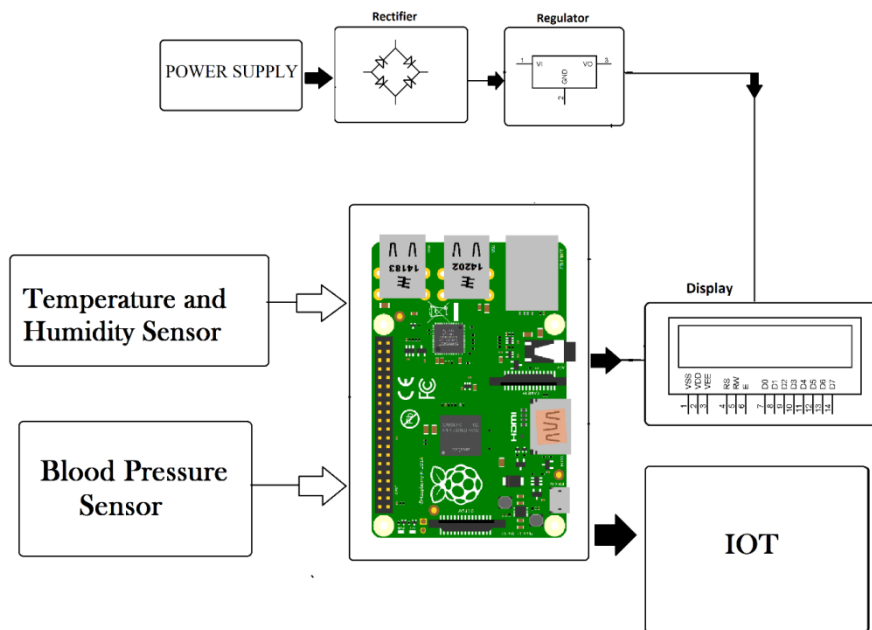 Rectifier
Regulator
POWER SUPPLY
1 VI VO 3
GND
2
Temperature and
Humidity Sensor
14183
14202
Display
VSS
VDD
VEE
RS
RW
E
D0
D1
D2
D3
D4
D5
D6
D7
1
2
3
4
5
6
7
8
9
10
11
12
13
14
CE FC
HDMI
Blood Pressure
Sensor
IOT